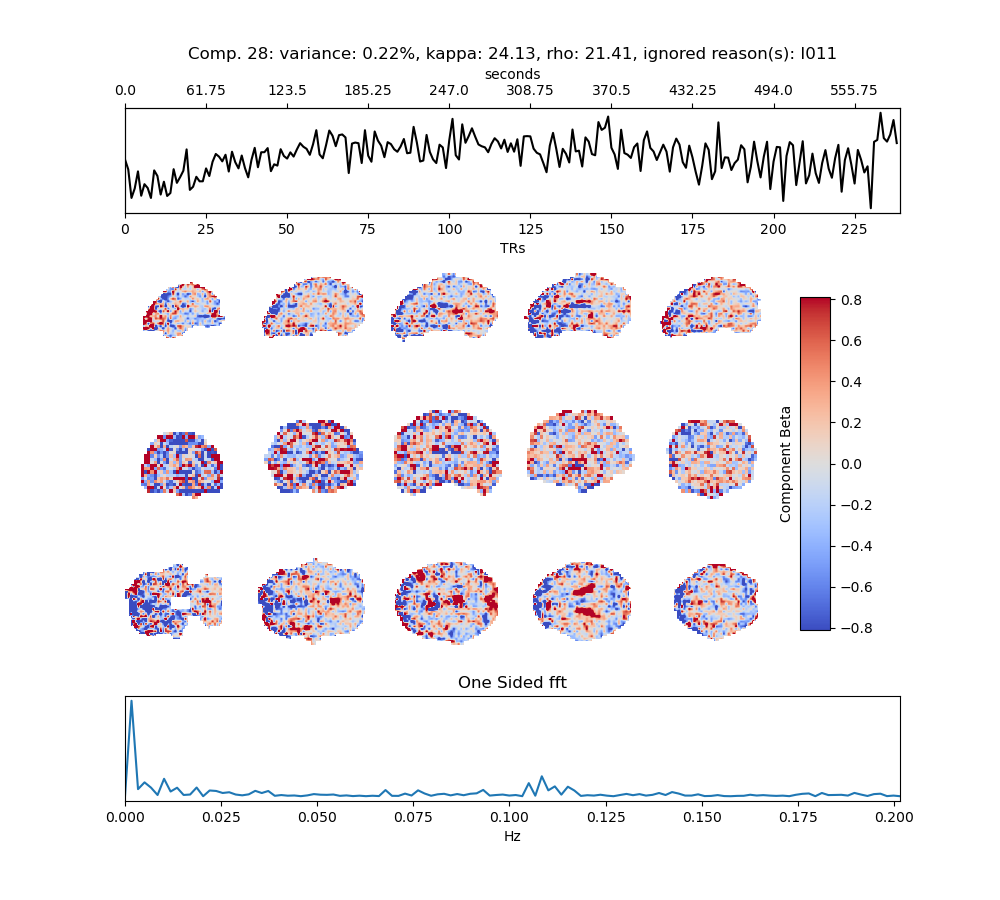 Comp. 28: variance: 0.22%, kappa: 24.13, rho: 21.41, ignored reason(s): I011
seconds
0.0 61.75 123.5 185.25 247.0 308.75 370.5 432.25 494.0 555.75
0 25 50 75 100 125 150 175 200 225
TRs
0.8
0.6
0.4
0.2
0.0
−0.2
−0.4
−0.6
−0.8
Component Beta
One Sided fft
0.000 0.025 0.050 0.075 0.100 0.125 0.150 0.175 0.200
Hz